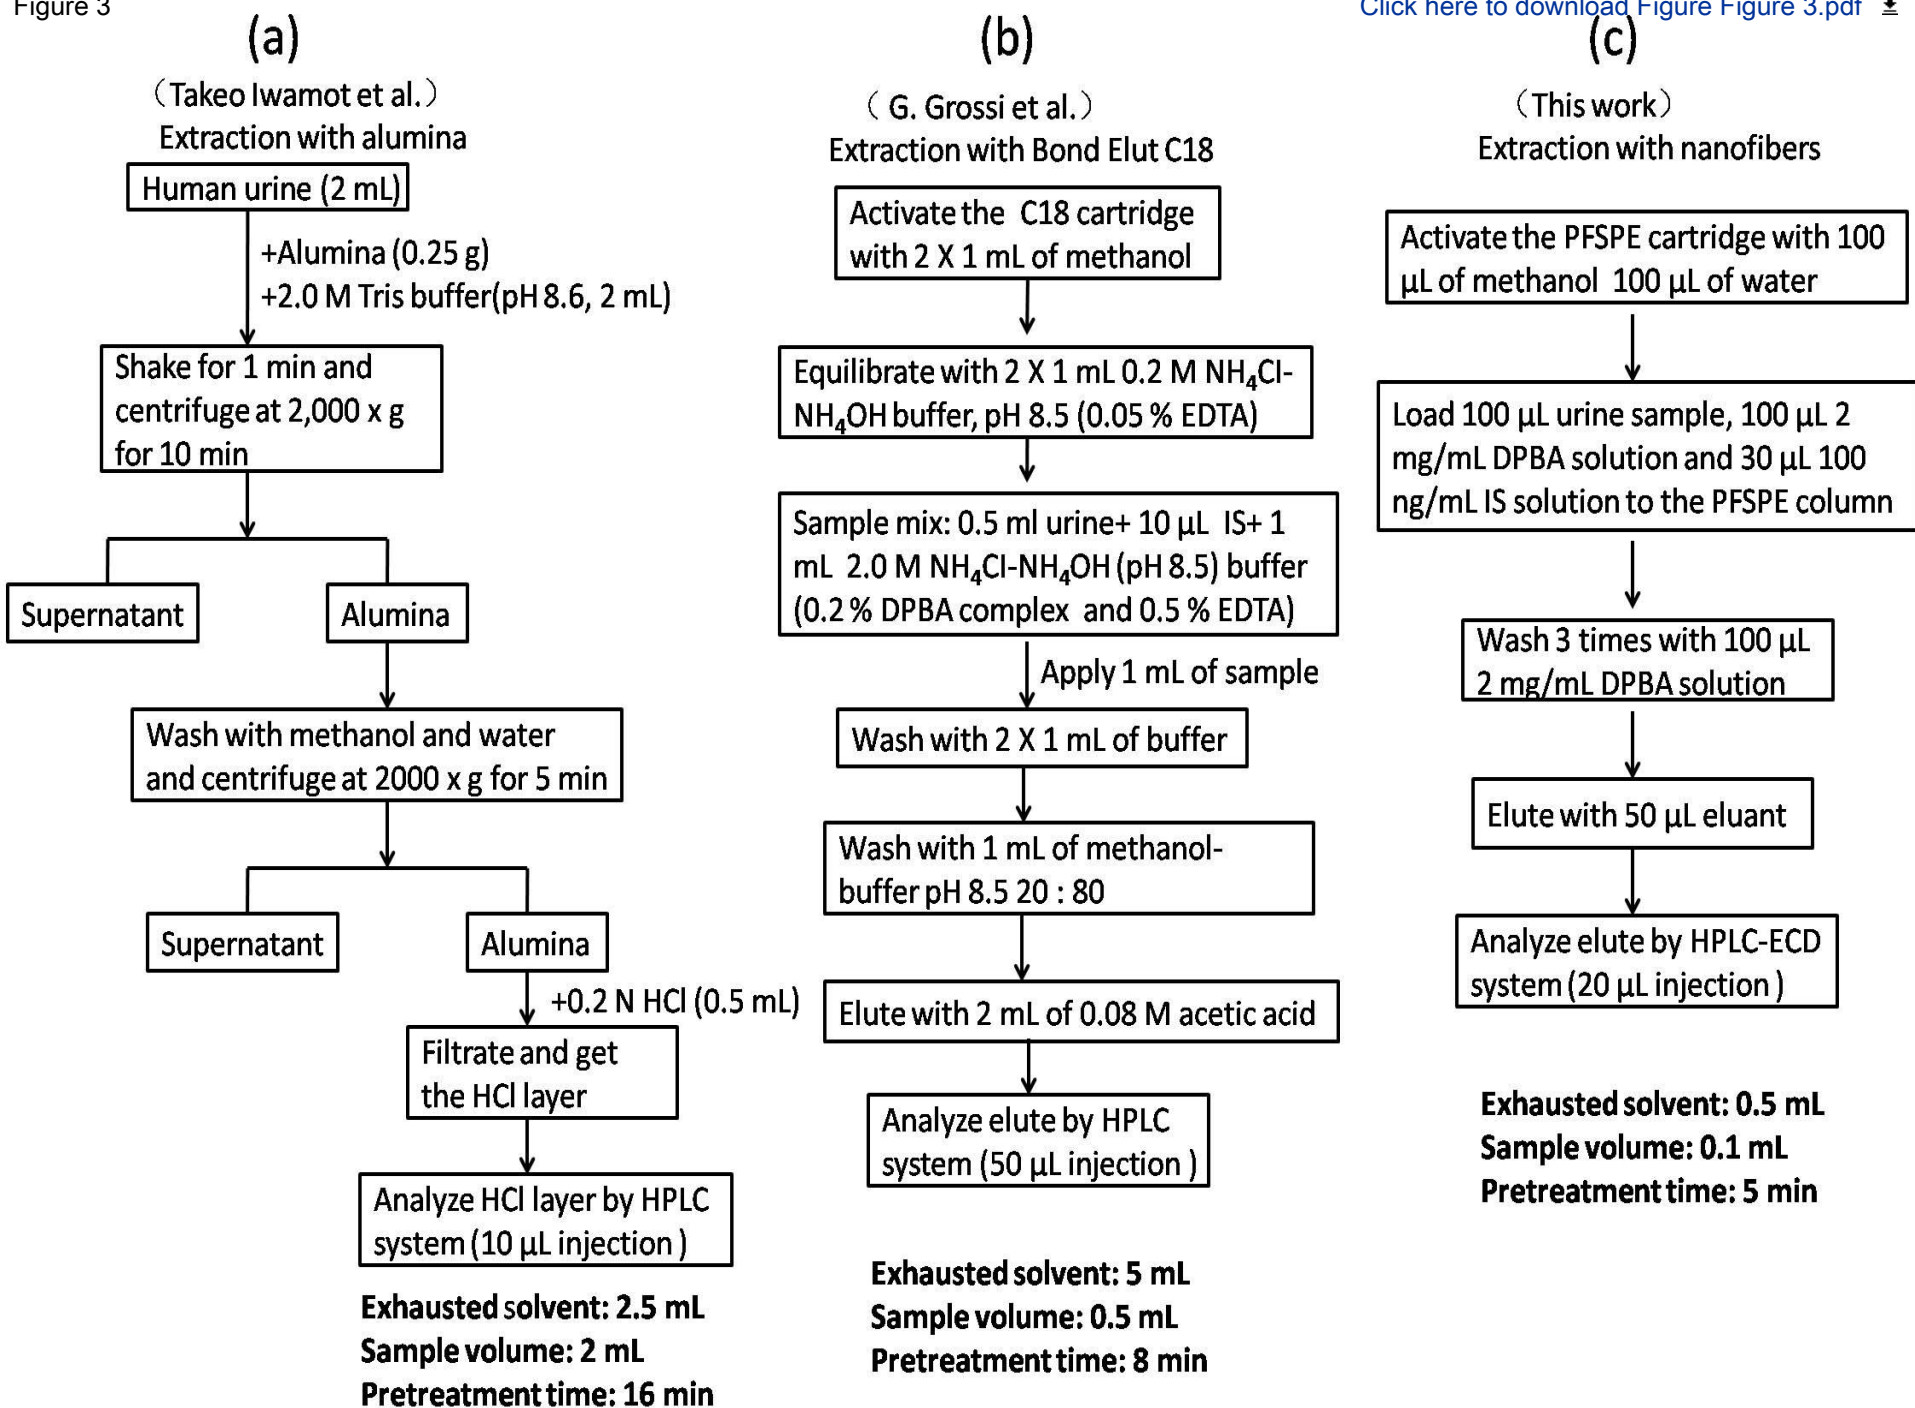 Figure 3
Click here to download Figure Figure 3.pdf
(a)
（Takeo Iwamot et al.）
Extraction with alumina
Human urine (2 mL)
+Alumina (0.25 g)
+2.0 M Tris buffer(pH 8.6, 2 mL)
Shake for 1 min and
centrifuge at 2,000 x g
for 10 min
Supernatant
Alumina
Wash with methanol and water
and centrifuge at 2000 x g for 5 min
Supernatant
Alumina
+0.2 N HCl (0.5 mL)
Filtrate and get
the HCl layer
Analyze HCl layer by HPLC
system (10 µL injection )
Exhausted solvent: 2.5 mL
Sample volume: 2 mL
Pretreatment time: 16 min
(b)
（ G. Grossi et al.）
Extraction with Bond Elut C18
Activate the C18 cartridge
with 2 X 1 mL of methanol
Equilibrate with 2 X 1 mL 0.2 M NH₄Cl-
NH₄OH buffer, pH 8.5 (0.05 % EDTA)
Sample mix: 0.5 ml urine+ 10 µL IS+ 1
mL 2.0 M NH₄Cl-NH₄OH (pH 8.5) buffer
(0.2 % DPBA complex and 0.5 % EDTA)
Apply 1 mL of sample
Wash with 2 X 1 mL of buffer
Wash with 1 mL of methanol-
buffer pH 8.5 20 : 80
Elute with 2 mL of 0.08 M acetic acid
Analyze elute by HPLC
system (50 µL injection )
Exhausted solvent: 5 mL
Sample volume: 0.5 mL
Pretreatment time: 8 min
(c)
（This work）
Extraction with nanofibers
Activate the PFSPE cartridge with 100
µL of methanol 100 µL of water
Load 100 µL urine sample, 100 µL 2
mg/mL DPBA solution and 30 µL 100
ng/mL IS solution to the PFSPE column
Wash 3 times with 100 µL
2 mg/mL DPBA solution
Elute with 50 µL eluant
Analyze elute by HPLC-ECD
system (20 µL injection )
Exhausted solvent: 0.5 mL
Sample volume: 0.1 mL
Pretreatment time: 5 min